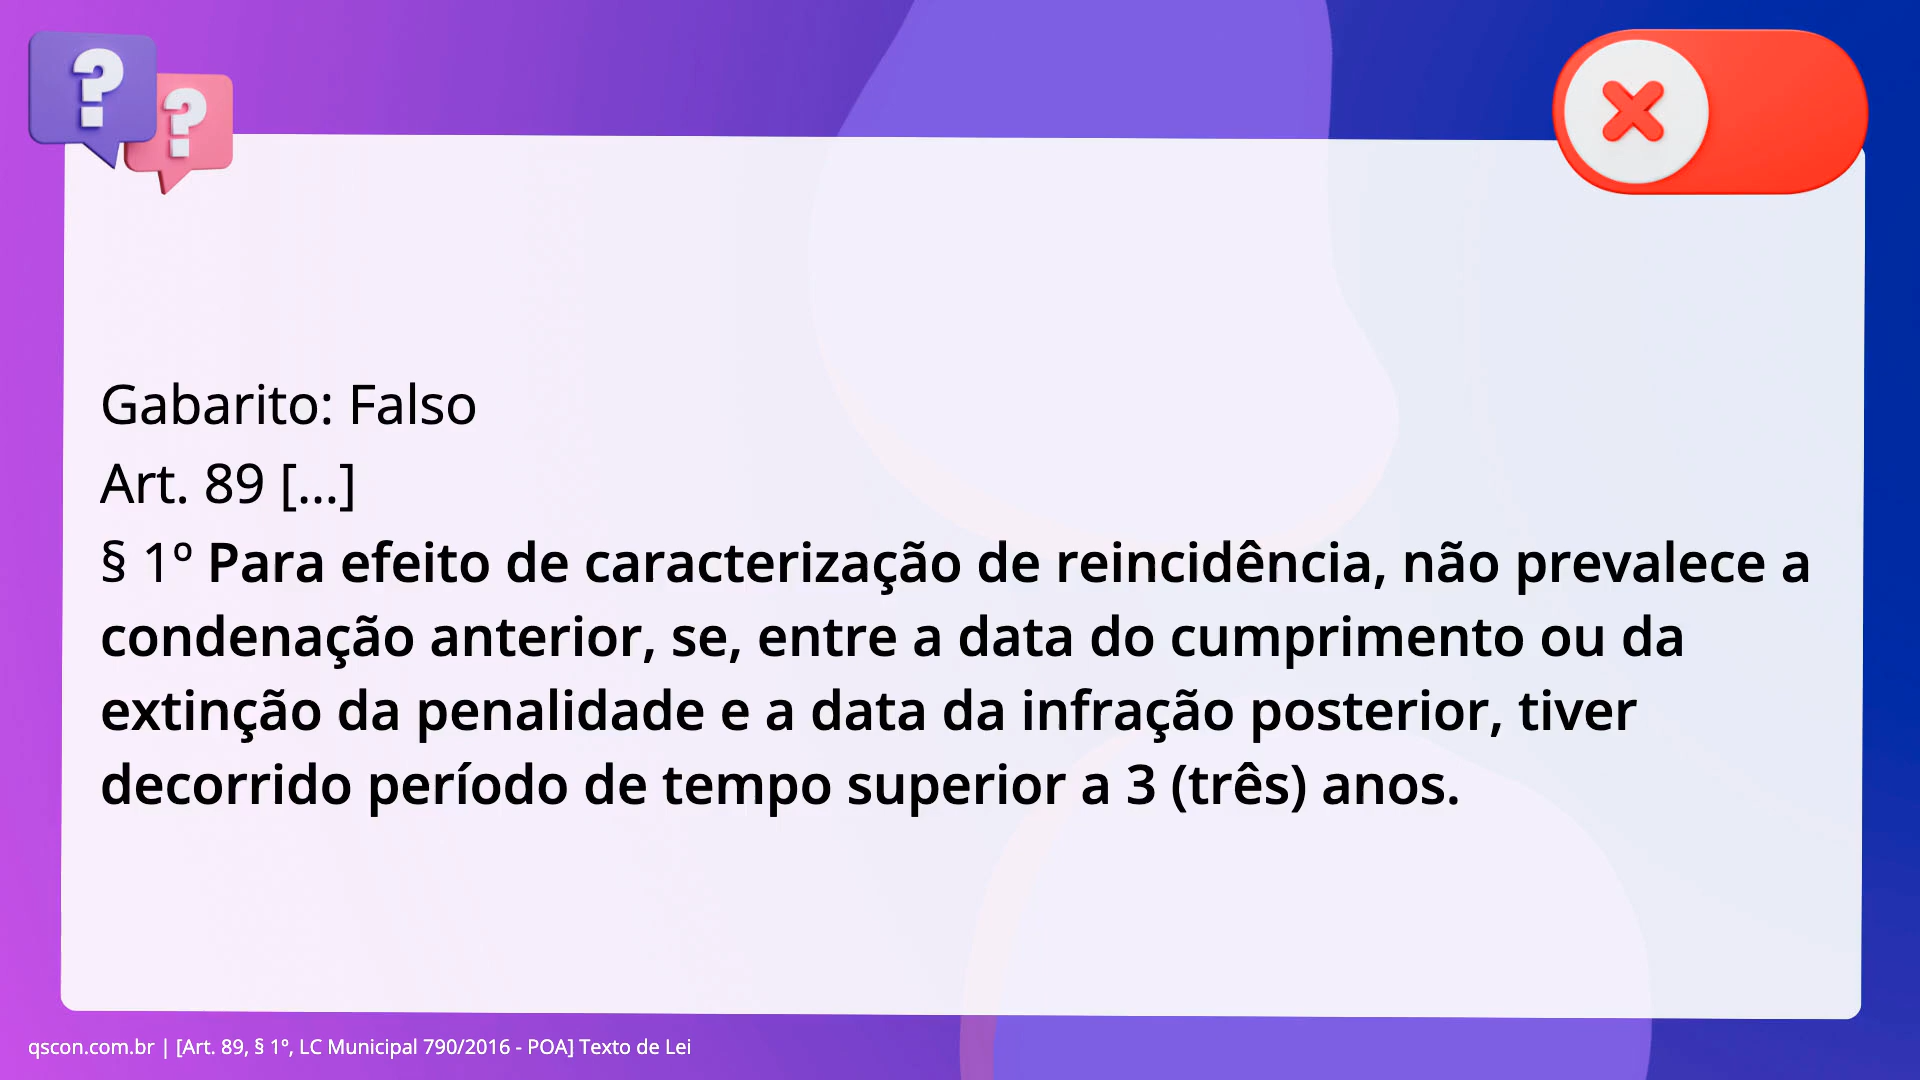 Gabarito: Falso
Art. 89 [...]
§ 1º Para efeito de caracterização de reincidência, não prevalece a
condenação anterior, se, entre a data do cumprimento ou da
extinção da penalidade e a data da infração posterior, tiver
decorrido período de tempo superior a 3 (três) anos.
qscon.com.br | [Art. 89, § 1º, LC Municipal 790/2016 - POA] Texto de Lei